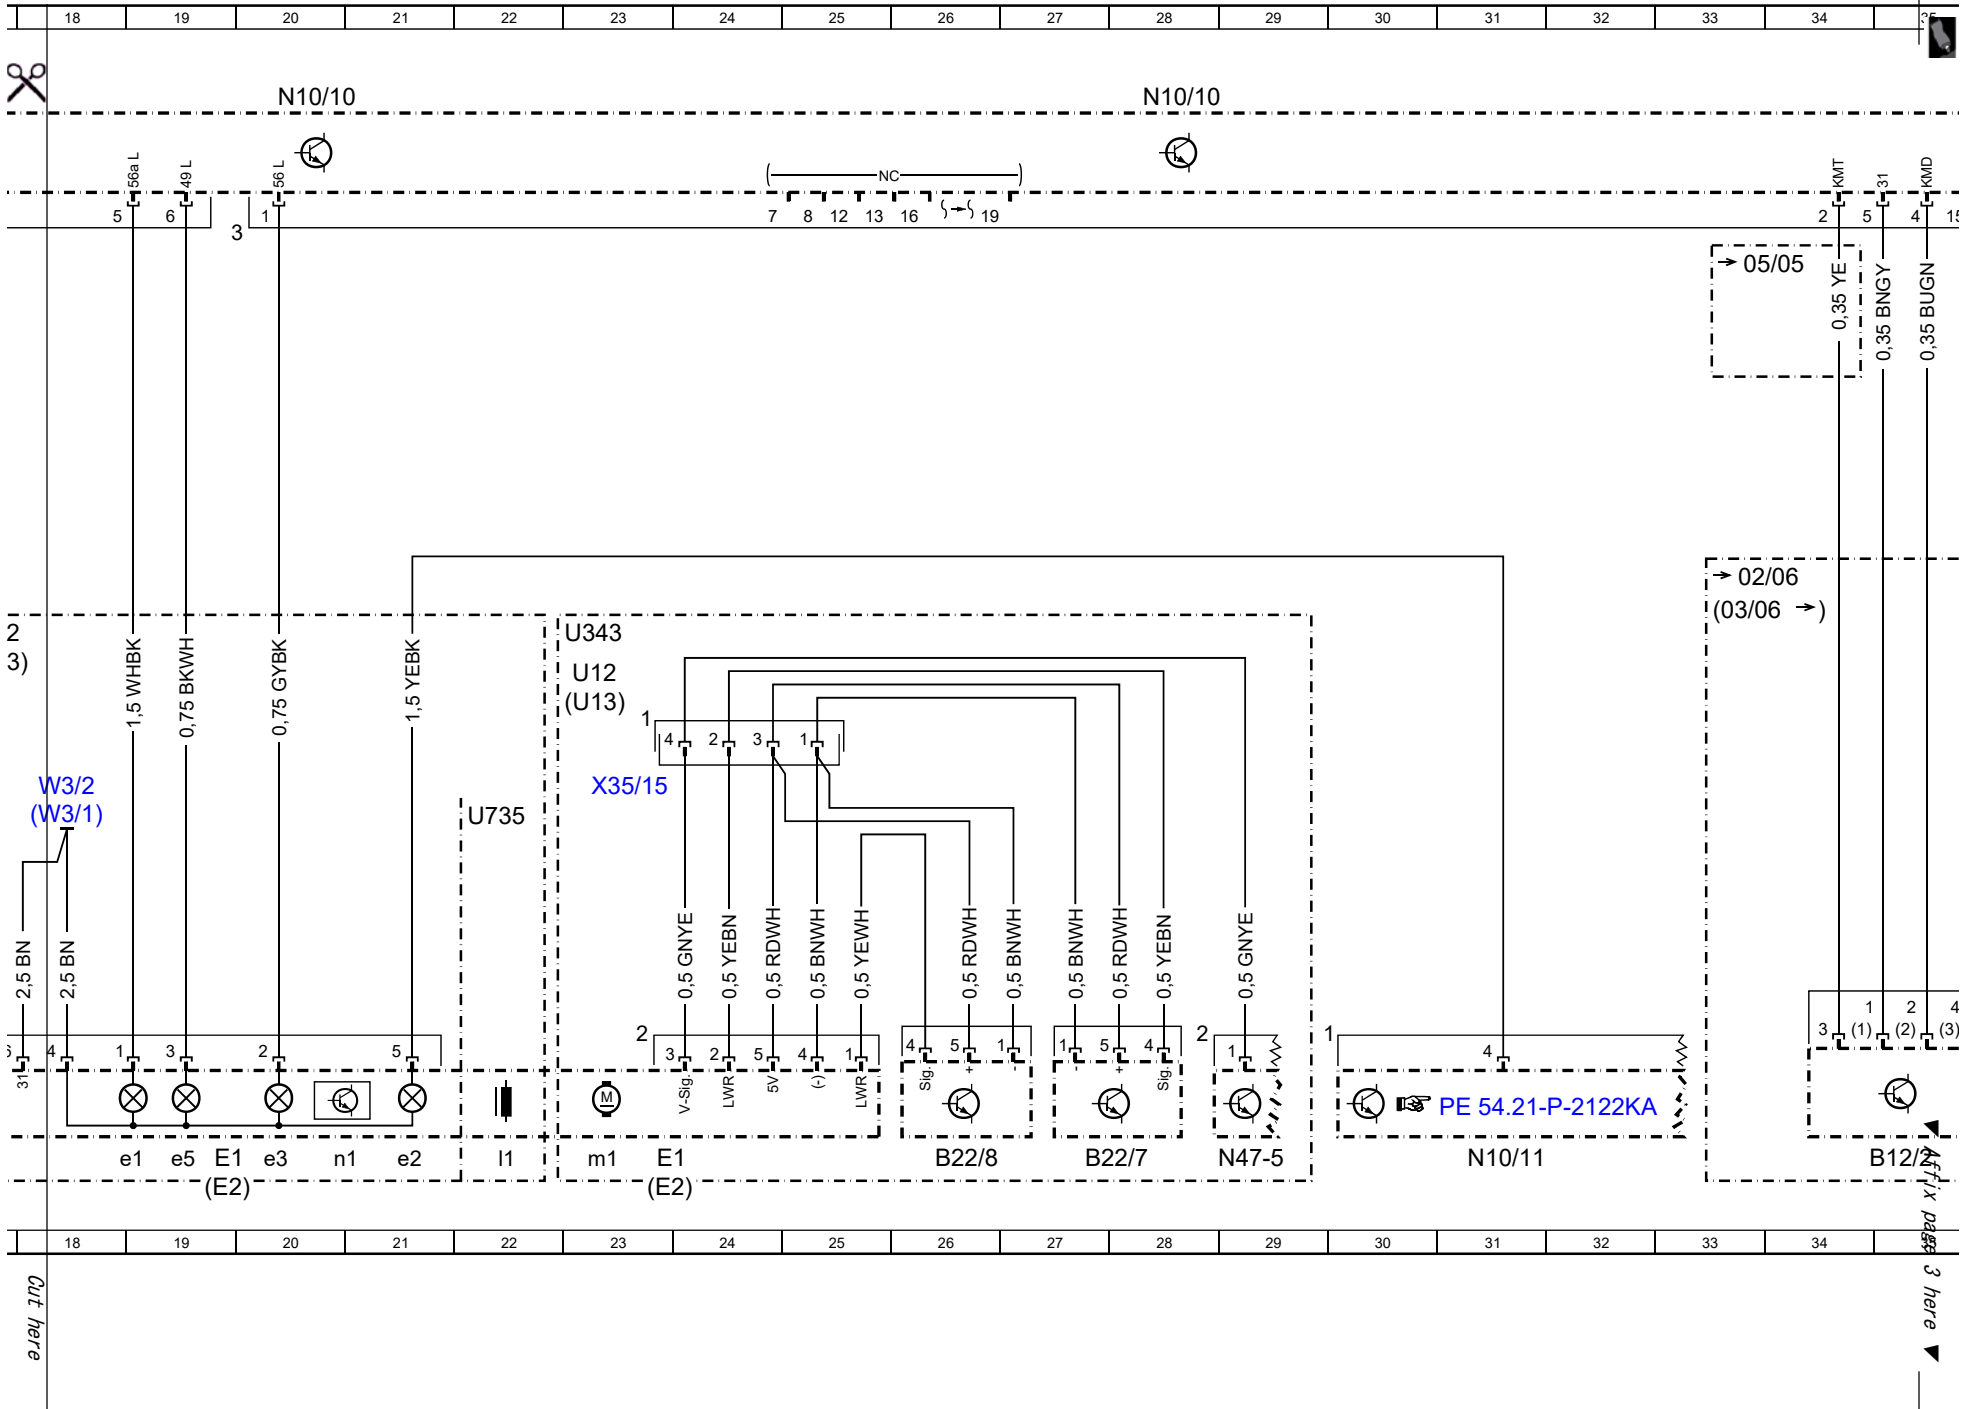 18 19 20 21 22 23 24 25 26 27 28 29 30 31 32 33 34 35
N10/10 N10/10
56a L 49 L 56 L NC KMT 31 KMD
5 6 1 7 8 12 13 16 19 2 5 4 15
3
→ 05/05
0,35 YE 0,35 BNGY 0,35 BUGN
→ 02/06
(03/06 → )
2
3)
U343
U12
(U13)
1,5 WHBK 0,75 BKWH 0,75 GYBK 1,5 YEBK
1
4 2 3 1
X35/15
W3/2
(W3/1)
U735
2,5 BN 2,5 BN
0,5 GNYE 0,5 YEBN 0,5 RDWH 0,5 BNWH 0,5 YEWH 0,5 RDWH 0,5 BNWH 0,5 BNWH 0,5 RDWH 0,5 YEBN 0,5 GNYE
1 2 4
3 (1) (2) (3)
2 2 1
4 1 3 2 5 3 2 5 4 1 4 5 1 1 5 4 1 4
31 V-Sig. LWR 5V (-) LWR Sig. + - - + Sig.
M
PE 54.21-P-2122KA
e1 e5 E1 e3 n1 e2 l1 m1 E1 B22/8 B22/7 N47-5 N10/11 B12/2
(E2) (E2)
18 19 20 21 22 23 24 25 26 27 28 29 30 31 32 33 34 35
Cut here
Affix page 3 here